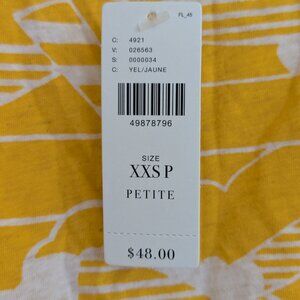 FL_45
C: 4921
V: 026563
S: 0000034
C: YEL/JAUNE
49878796
SIZE
XXS P
PETITE
$48.00